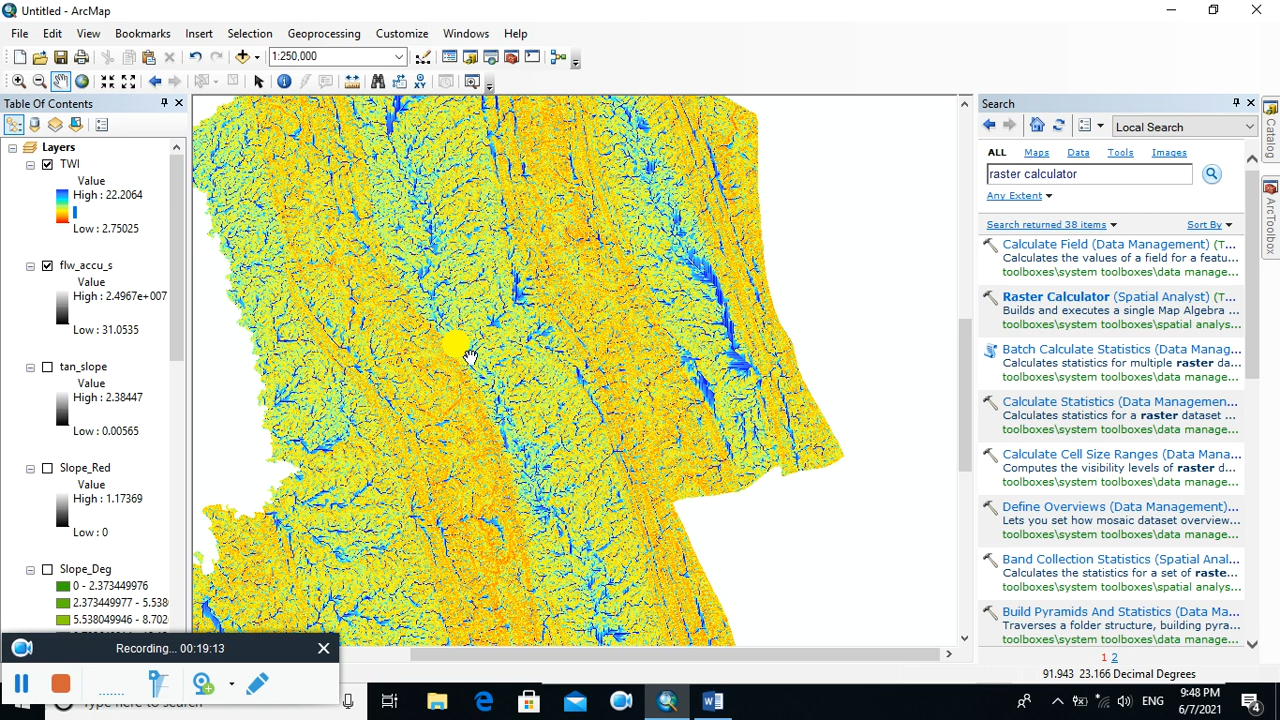 Untitled - ArcMap
File Edit View Bookmarks Insert Selection Geoprocessing Customize Windows Help
1:250,000
Table Of Contents
Layers
TWI
Value
High : 22.2064
Low : 2.75025
flw_accu_s
Value
High : 2.4967e+007
Low : 31.0535
tan_slope
Value
High : 2.38447
Low : 0.00565
Slope_Red
Value
High : 1.17369
Low : 0
Slope_Deg
0 - 2.373449976
2.373449977 - 5.538
5.538049946 - 8.702
Recording... 00:19:13
Search
Local Search
ALL Maps Data Tools Images
raster calculator
Any Extent
Search returned 38 items Sort By
Calculate Field (Data Management) (T...
Calculates the values of a field for a featu...
toolboxes\system toolboxes\data manage...
Raster Calculator (Spatial Analyst) (T...
Builds and executes a single Map Algebra ...
toolboxes\system toolboxes\spatial analys...
Batch Calculate Statistics (Data Manag...
Calculates statistics for multiple raster da...
toolboxes\system toolboxes\data manage...
Calculate Statistics (Data Managemen...
Calculates statistics for a raster dataset ...
toolboxes\system toolboxes\data manage...
Calculate Cell Size Ranges (Data Mana...
Computes the visibility levels of raster d...
toolboxes\system toolboxes\data manage...
Define Overviews (Data Management)...
Lets you set how mosaic dataset overview...
toolboxes\system toolboxes\data manage...
Band Collection Statistics (Spatial Anal...
Calculates the statistics for a set of raste...
toolboxes\system toolboxes\spatial analys...
Build Pyramids And Statistics (Data Ma...
Traverses a folder structure, building pyra...
toolboxes\system toolboxes\data manage...
1 2
Catalog
ArcToolbox
91.943 23.166 Decimal Degrees
Type here to search
ENG
9:48 PM
6/7/2021
4